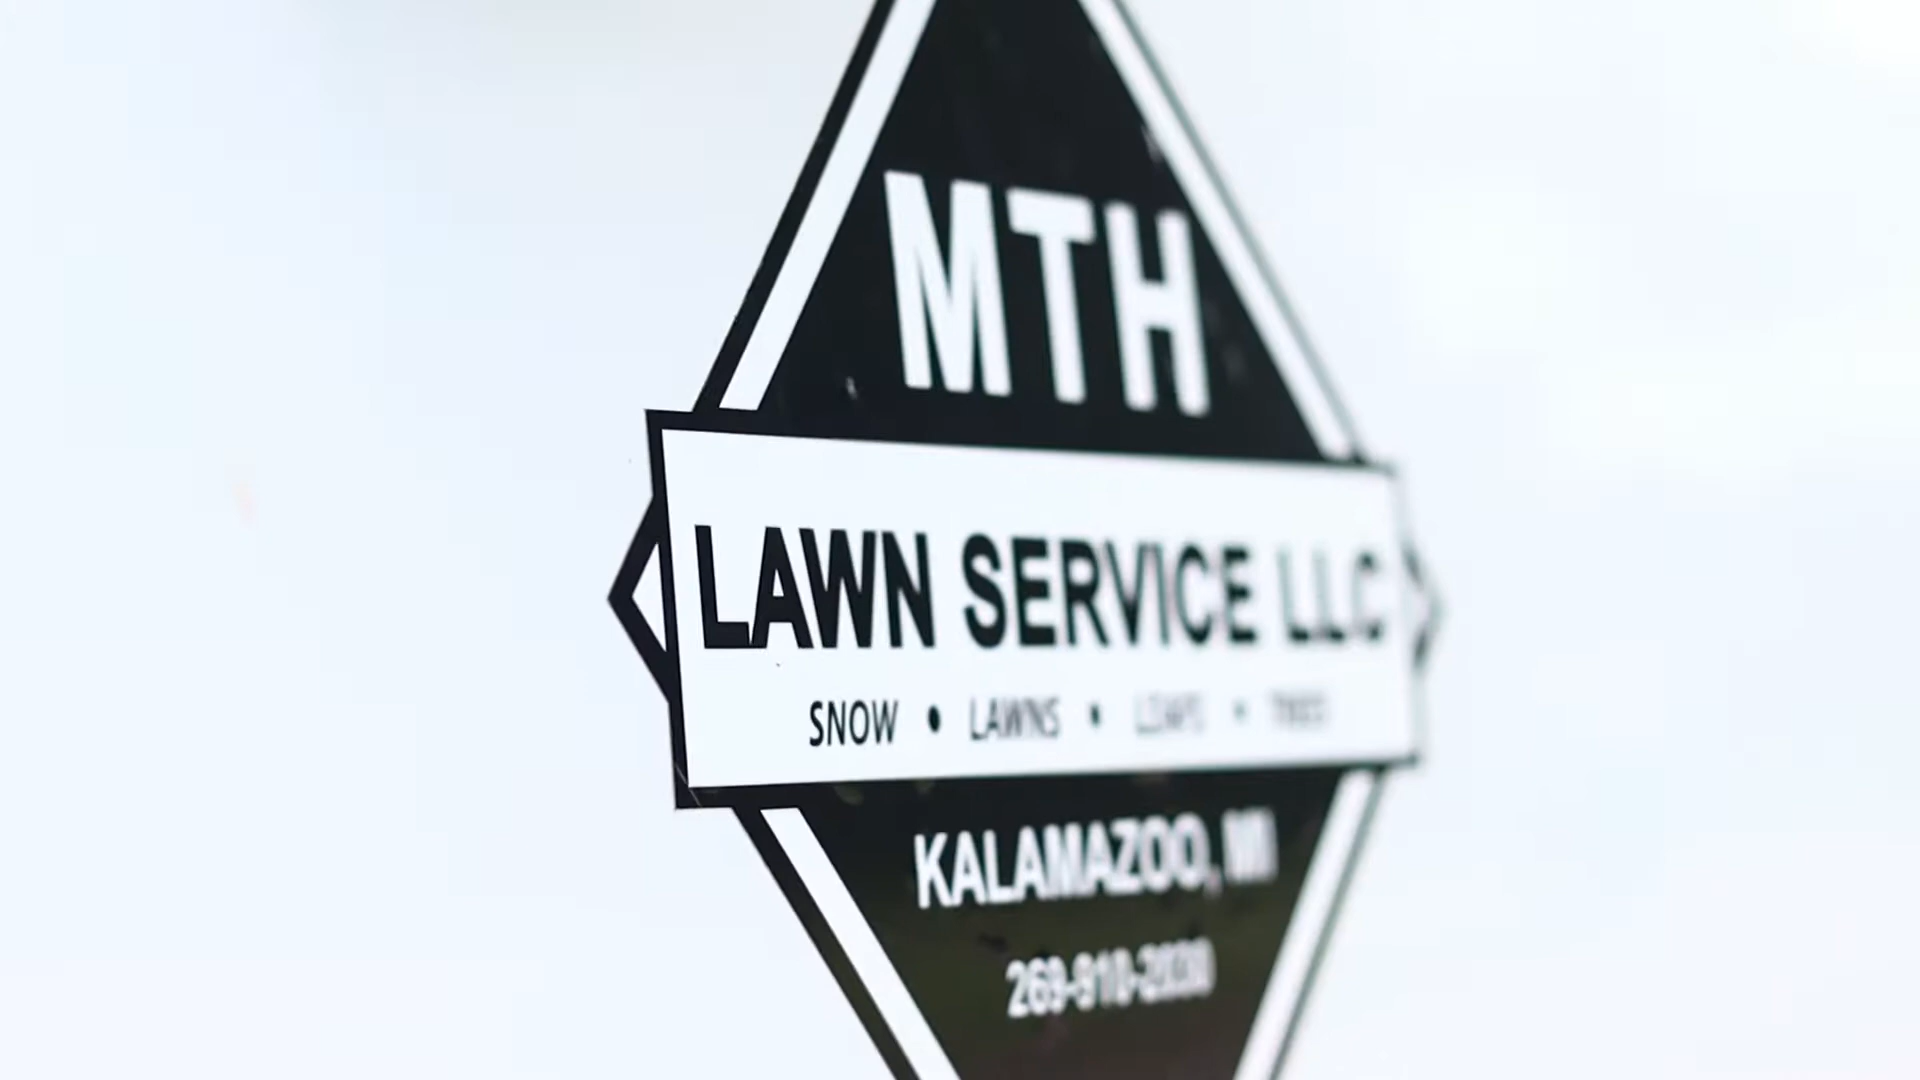 MTH
LAWN SERVICE LLC
SNOW • LAWNS •
KALAMAZOO, MI